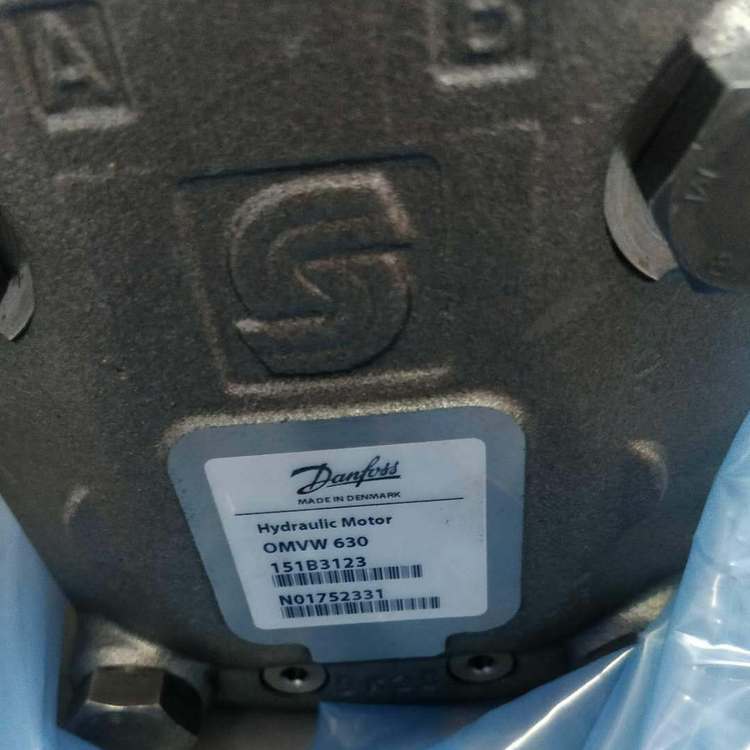 A B
S
Danfoss
MADE IN DENMARK
Hydraulic Motor
OMVW 630
151B3123
N01752331